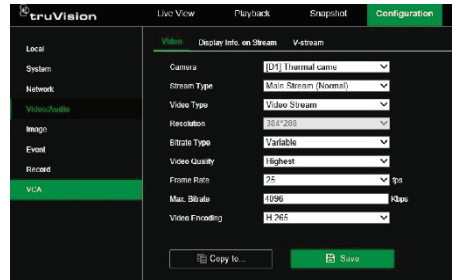 truVision
Live View Playback Snapshot Configuration
Video Display Info. on Stream V-stream
Local
System
Network
Video/Audio
Image
Event
Record
VCA
Camera [D1] Thermal came
Stream Type Main Stream (Normal)
Video Type Video Stream
Resolution 384*288
Bitrate Type Variable
Video Quality Highest
Frame Rate 25 fps
Max. Bitrate 4096 Kbps
Video Encoding H.265
Copy to... Save